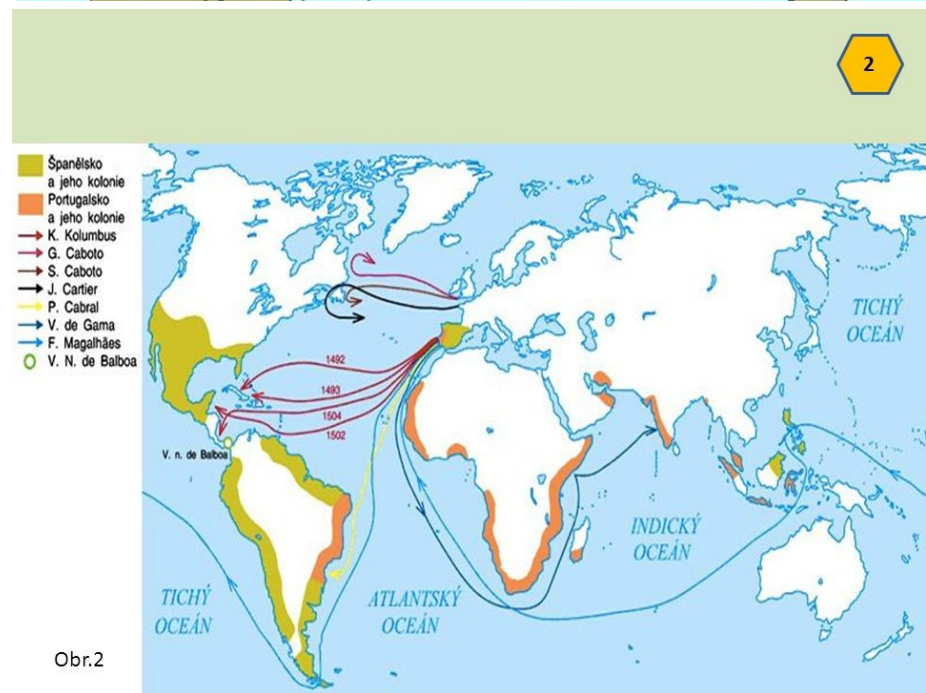 2
Španělsko
a jeho kolonie
Portugalsko
a jeho kolonie
K. Kolumbus
G. Caboto
S. Caboto
J. Cartier
P. Cabral
V. de Gama
F. Magalhães
V. N. de Balboa
TICHÝ
OCEÁN
1492
1493
1504
1502
V. n. de Balboa
INDICKÝ
OCEÁN
TICHÝ
OCEÁN
ATLANTSKÝ
OCEÁN
Obr.2